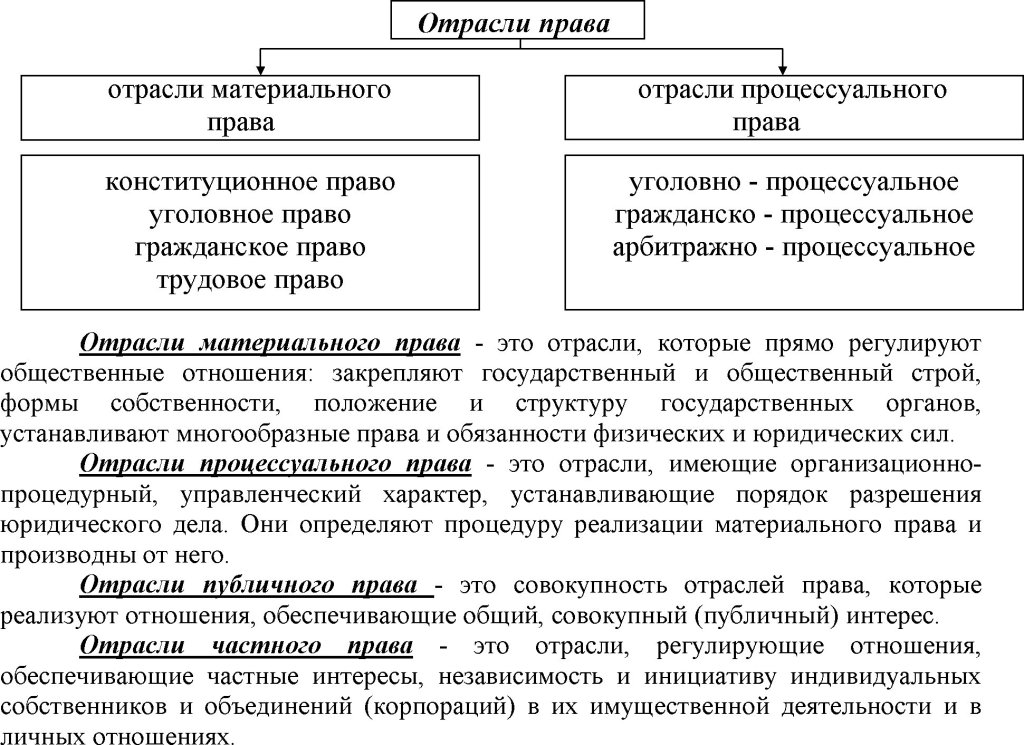 Отрасли права
отрасли материального
права
отрасли процессуального
права
конституционное право
уголовное право
гражданское право
трудовое право
уголовно - процессуальное
гражданско - процессуальное
арбитражно - процессуальное
Отрасли материального права - это отрасли, которые прямо регулируют
общественные отношения: закрепляют государственный и общественный строй,
формы собственности, положение и структуру государственных органов,
устанавливают многообразные права и обязанности физических и юридических сил.
Отрасли процессуального права - это отрасли, имеющие организационно-
процедурный, управленческий характер, устанавливающие порядок разрешения
юридического дела. Они определяют процедуру реализации материального права и
производны от него.
Отрасли публичного права - это совокупность отраслей права, которые
реализуют отношения, обеспечивающие общий, совокупный (публичный) интерес.
Отрасли частного права - это отрасли, регулирующие отношения,
обеспечивающие частные интересы, независимость и инициативу индивидуальных
собственников и объединений (корпораций) в их имущественной деятельности и в
личных отношениях.